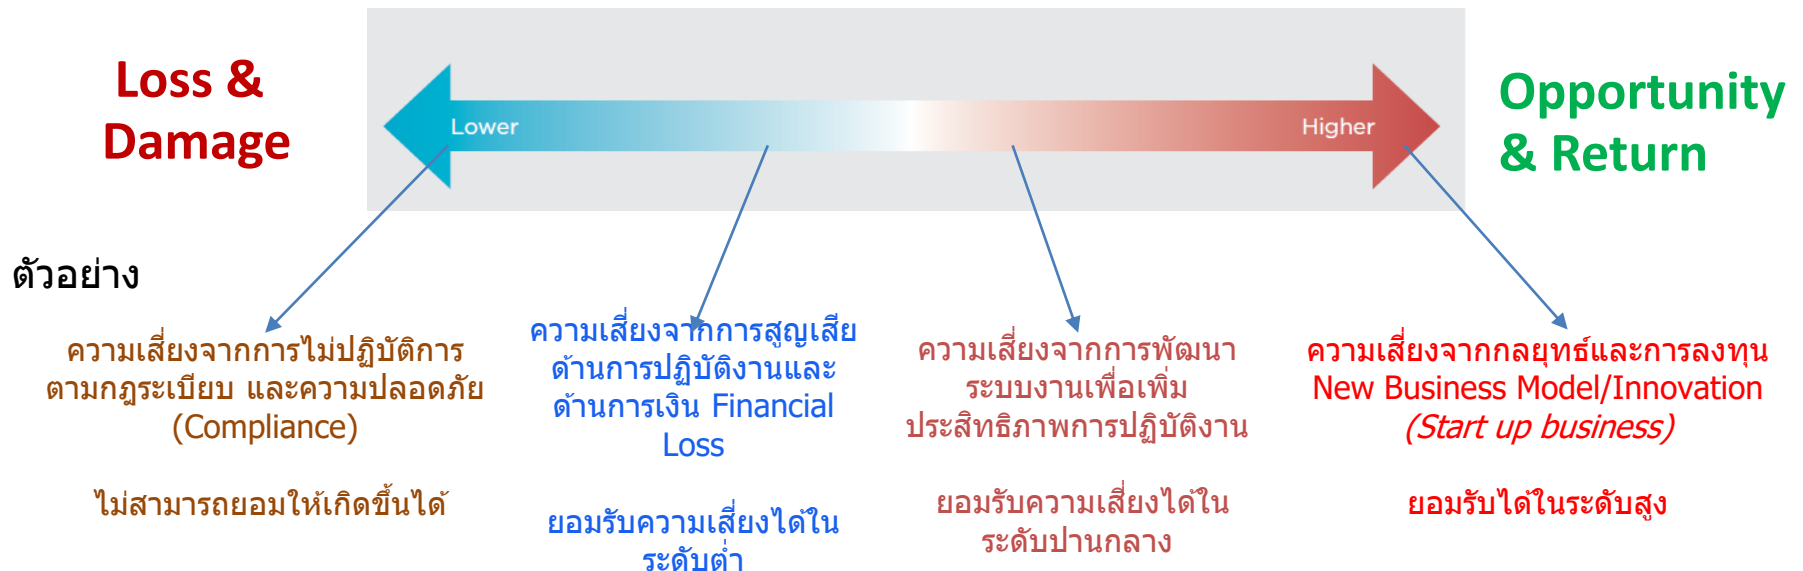 Loss &
Damage
Lower
Higher
Opportunity
& Return
ตัวอย่าง
ความเสี่ยงจากการไม่ปฏิบัติการ
ตามกฎระเบียบ และความปลอดภัย
(Compliance)
ไม่สามารถยอมให้เกิดขึ้นได้
ความเสี่ยงจากการสูญเสีย
ด้านการปฏิบัติงานและ
ด้านการเงิน Financial
Loss
ยอมรับความเสี่ยงได้ใน
ระดับต่ำ
ความเสี่ยงจากการพัฒนา
ระบบงานเพื่อเพิ่ม
ประสิทธิภาพการปฏิบัติงาน
ยอมรับความเสี่ยงได้ใน
ระดับปานกลาง
ความเสี่ยงจากกลยุทธ์และการลงทุน
New Business Model/Innovation
(Start up business)
ยอมรับได้ในระดับสูง